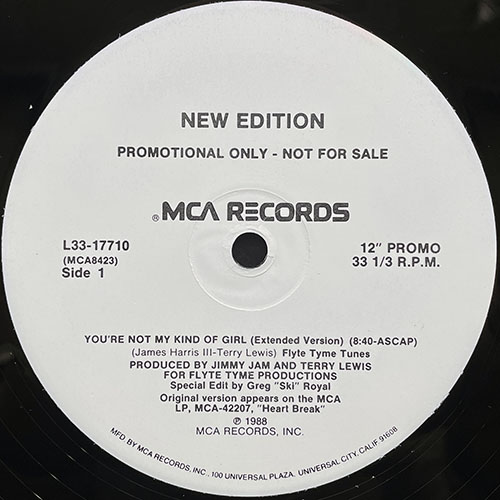 NEW EDITION
PROMOTIONAL ONLY - NOT FOR SALE
® MCA RECORDS
L33-17710
(MCA8423)
Side 1
12" PROMO
33 1/3 R.P.M.
YOU'RE NOT MY KIND OF GIRL (Extended Version) (8:40-ASCAP)
(James Harris III-Terry Lewis) Flyte Tyme Tunes
PRODUCED BY JIMMY JAM AND TERRY LEWIS
FOR FLYTE TYME PRODUCTIONS
Special Edit by Greg "Ski" Royal
Original version appears on the MCA
LP, MCA-42207, "Heart Break"
℗ 1988
MCA RECORDS, INC.
MFD. BY MCA RECORDS, INC., 100 UNIVERSAL PLAZA, UNIVERSAL CITY, CALIF. 91608